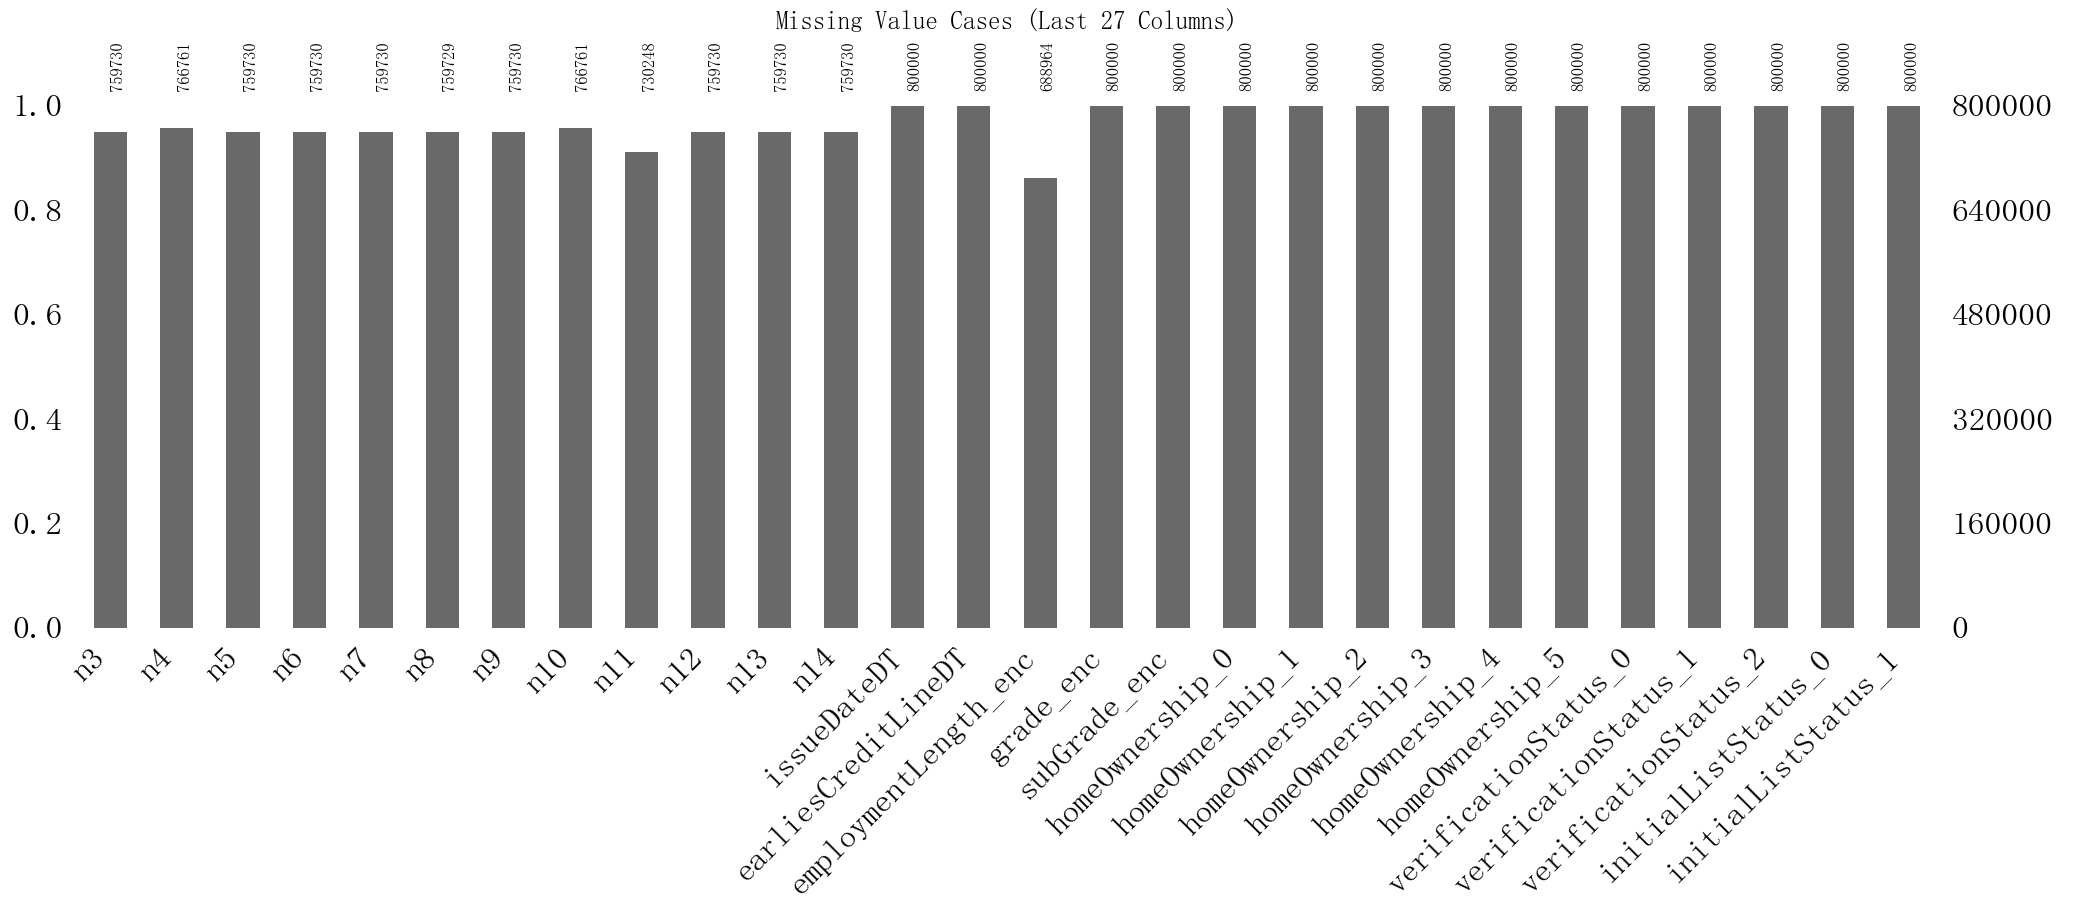 Missing Value Cases (Last 27 Columns)
759730 766761 759730 759730 759730 759729 759730 766761 730248 759730 759730 759730 800000 800000 688964 800000 800000 800000 800000 800000 800000 800000 800000 800000 800000 800000 800000 800000
1.0 800000
0.8 640000
0.6 480000
0.4 320000
0.2 160000
0.0 0
n3 n4 n5 n6 n7 n8 n9 n10 n11 n12 n13 n14 issueDateDT earliesCreditLineDT employmentLength_enc grade_enc subGrade_enc homeOwnership_0 homeOwnership_1 homeOwnership_2 homeOwnership_3 homeOwnership_4 homeOwnership_5 verificationStatus_0 verificationStatus_1 verificationStatus_2 initialListStatus_0 initialListStatus_1